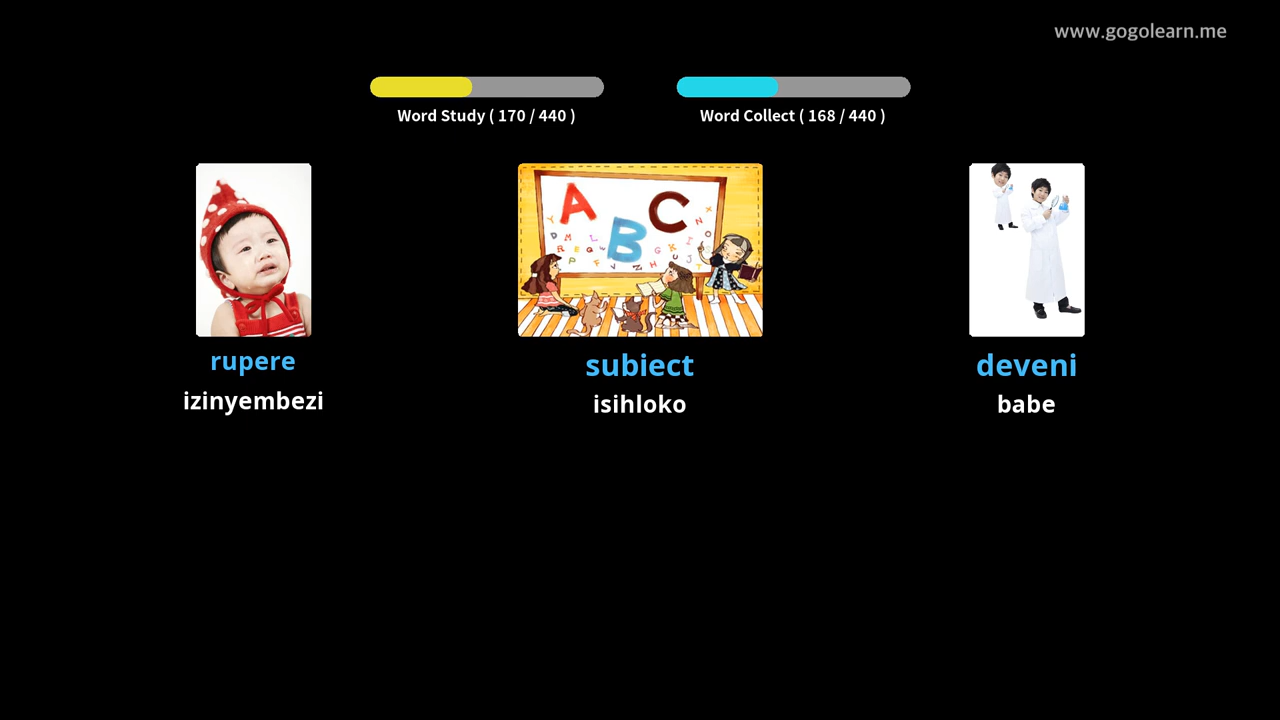 www.gogolearn.me
Word Study ( 170 / 440 )
Word Collect ( 168 / 440 )
A B C
rupere
subiect
deveni
izinyembezi
isihloko
babe